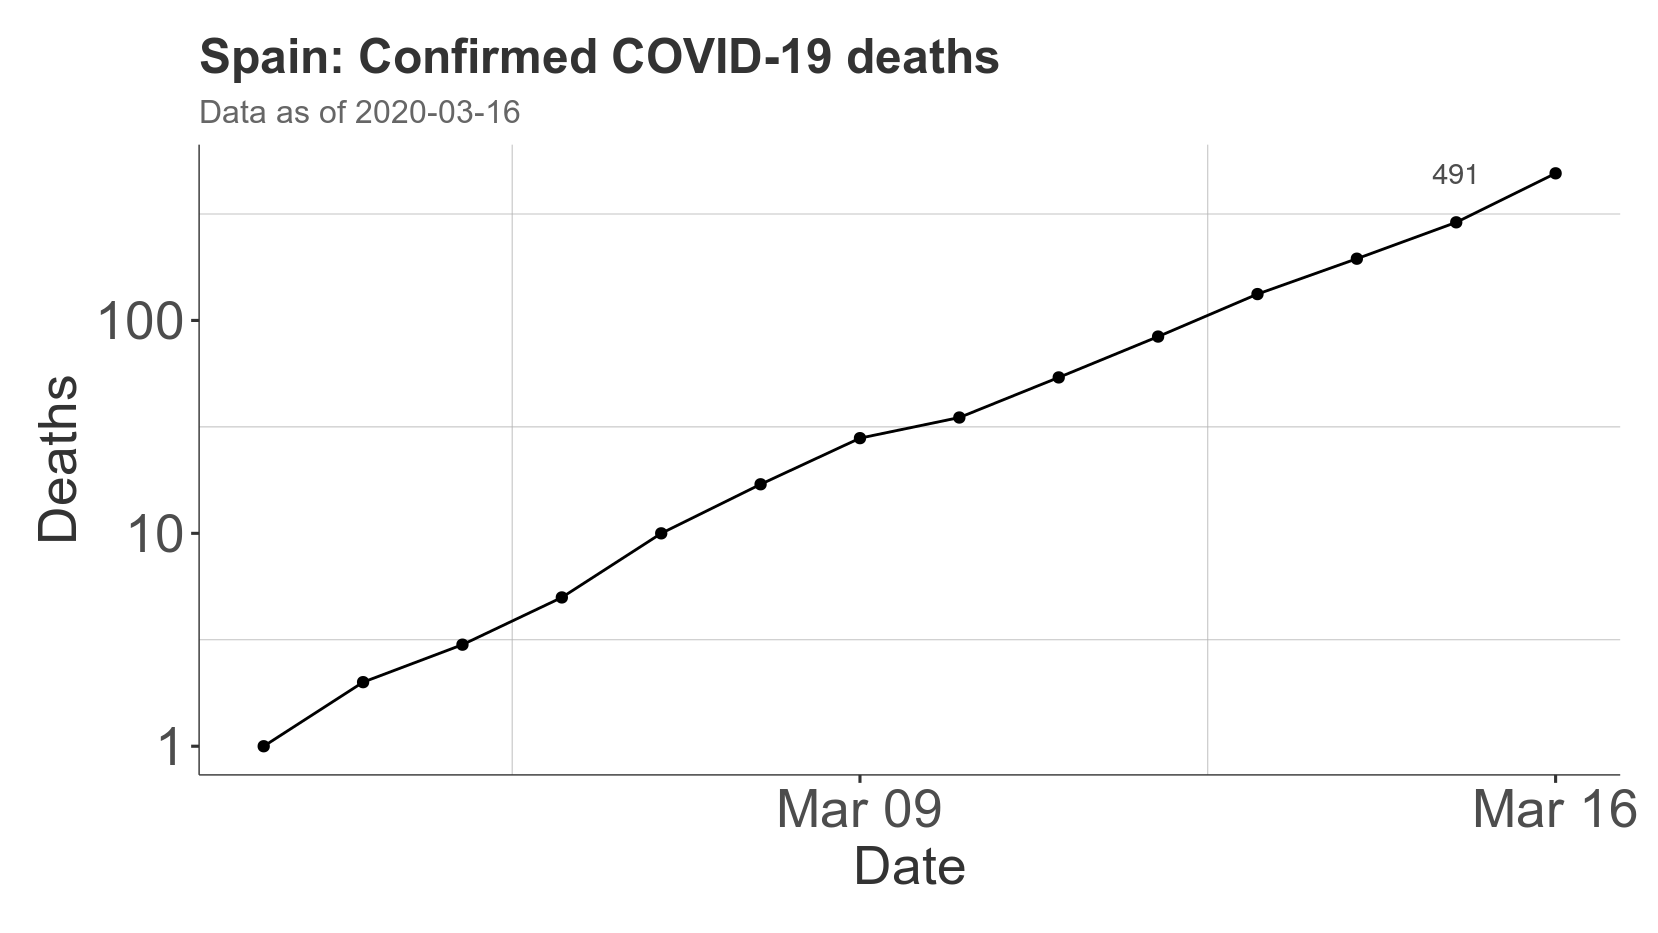 Spain: Confirmed COVID-19 deaths
Data as of 2020-03-16
491
100
10
1
Deaths
Mar 09
Mar 16
Date